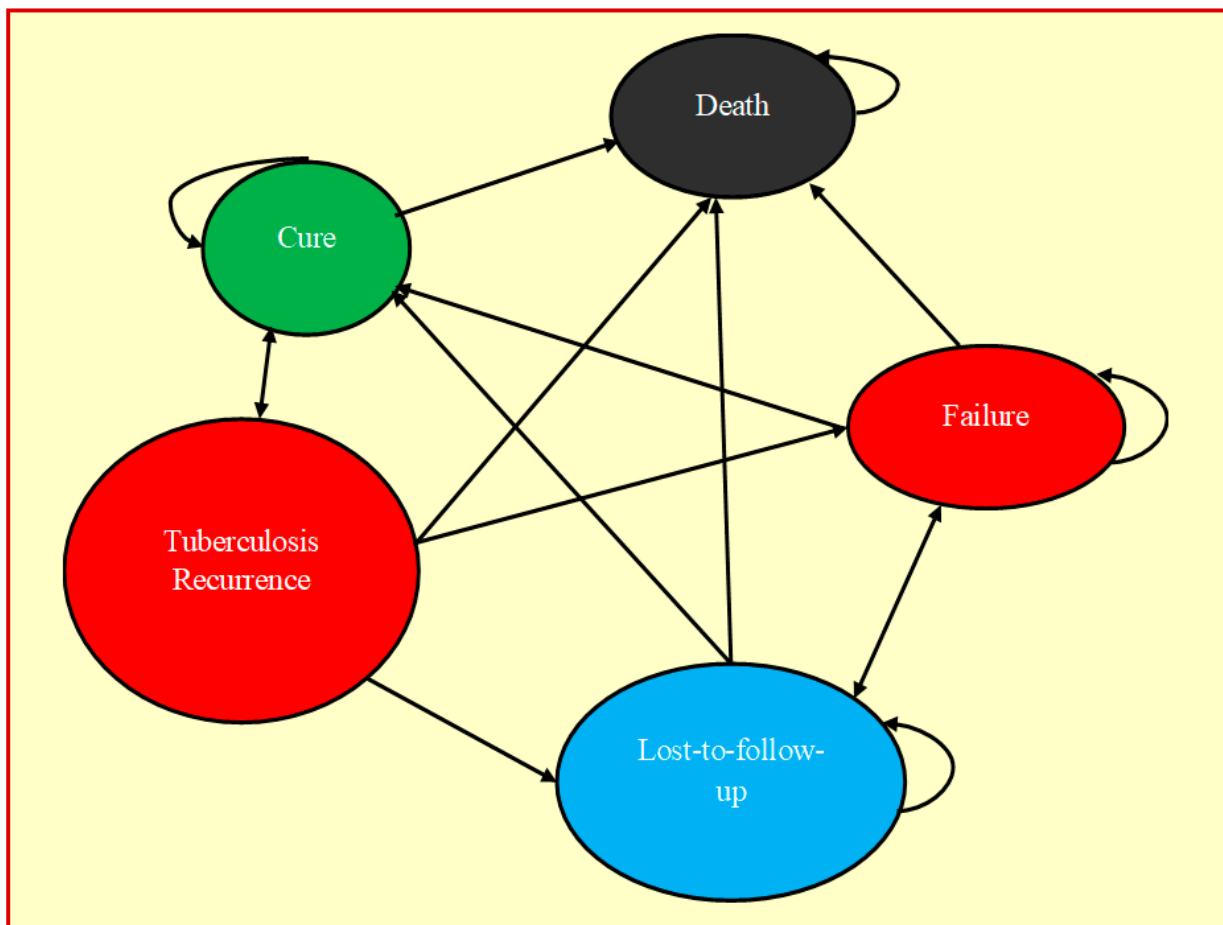 Death
Cure
Failure
Tuberculosis
Recurrence
Lost-to-follow-
up